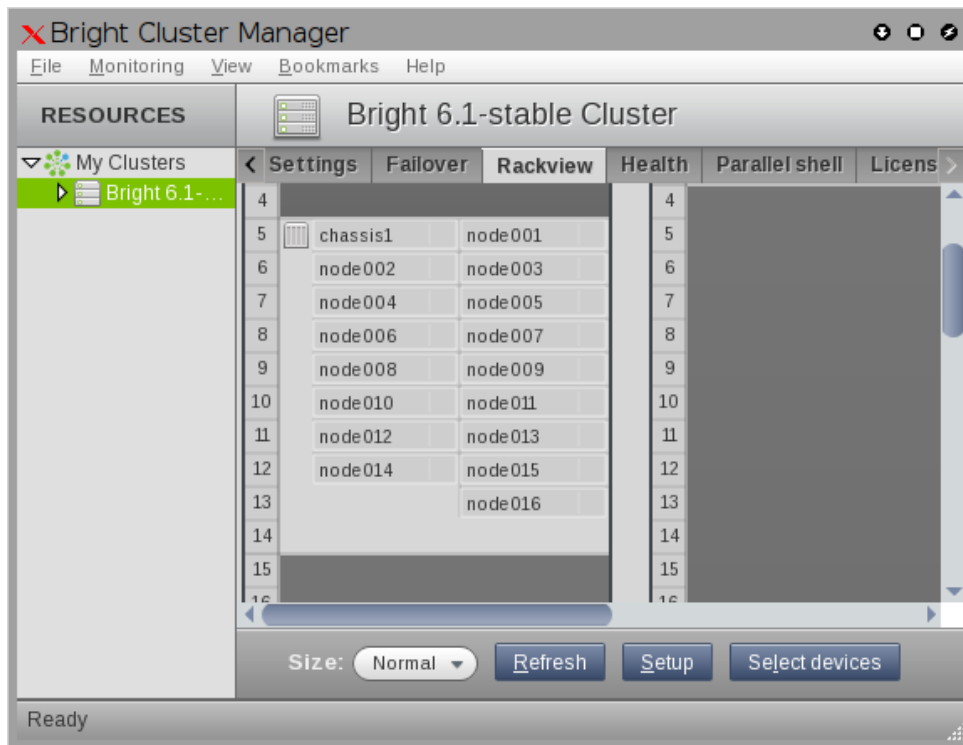 Bright Cluster Manager
File Monitoring View Bookmarks Help
RESOURCES
Bright 6.1-stable Cluster
My Clusters
Bright 6.1-...
Settings Failover Rackview Health Parallel shell Licens
4 4
5 chassis1 node001 5
6 node002 node003 6
7 node004 node005 7
8 node006 node007 8
9 node008 node009 9
10 node010 node011 10
11 node012 node013 11
12 node014 node015 12
13 node016 13
14 14
15 15
16 16
Size: Normal Refresh Setup Select devices
Ready